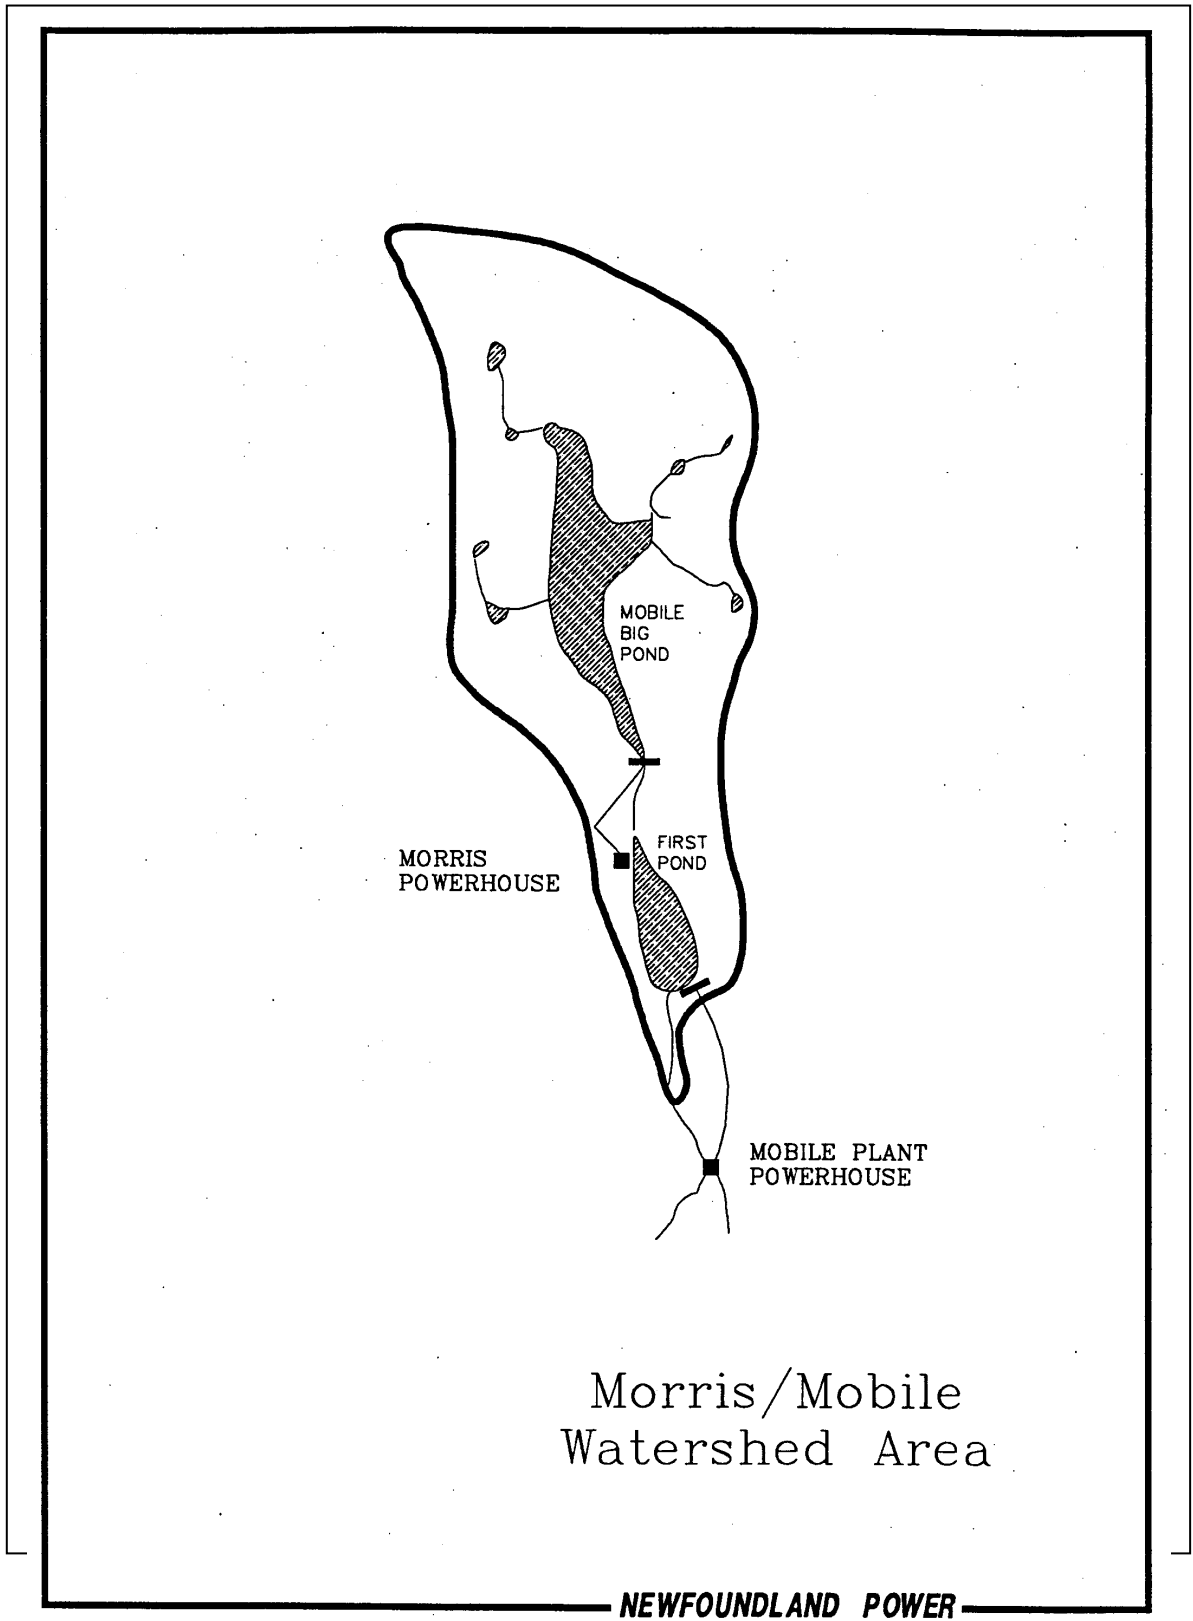 MOBILE
BIG
POND
FIRST
POND
MORRIS
POWERHOUSE
MOBILE PLANT
POWERHOUSE
Morris/Mobile
Watershed Area
NEWFOUNDLAND POWER